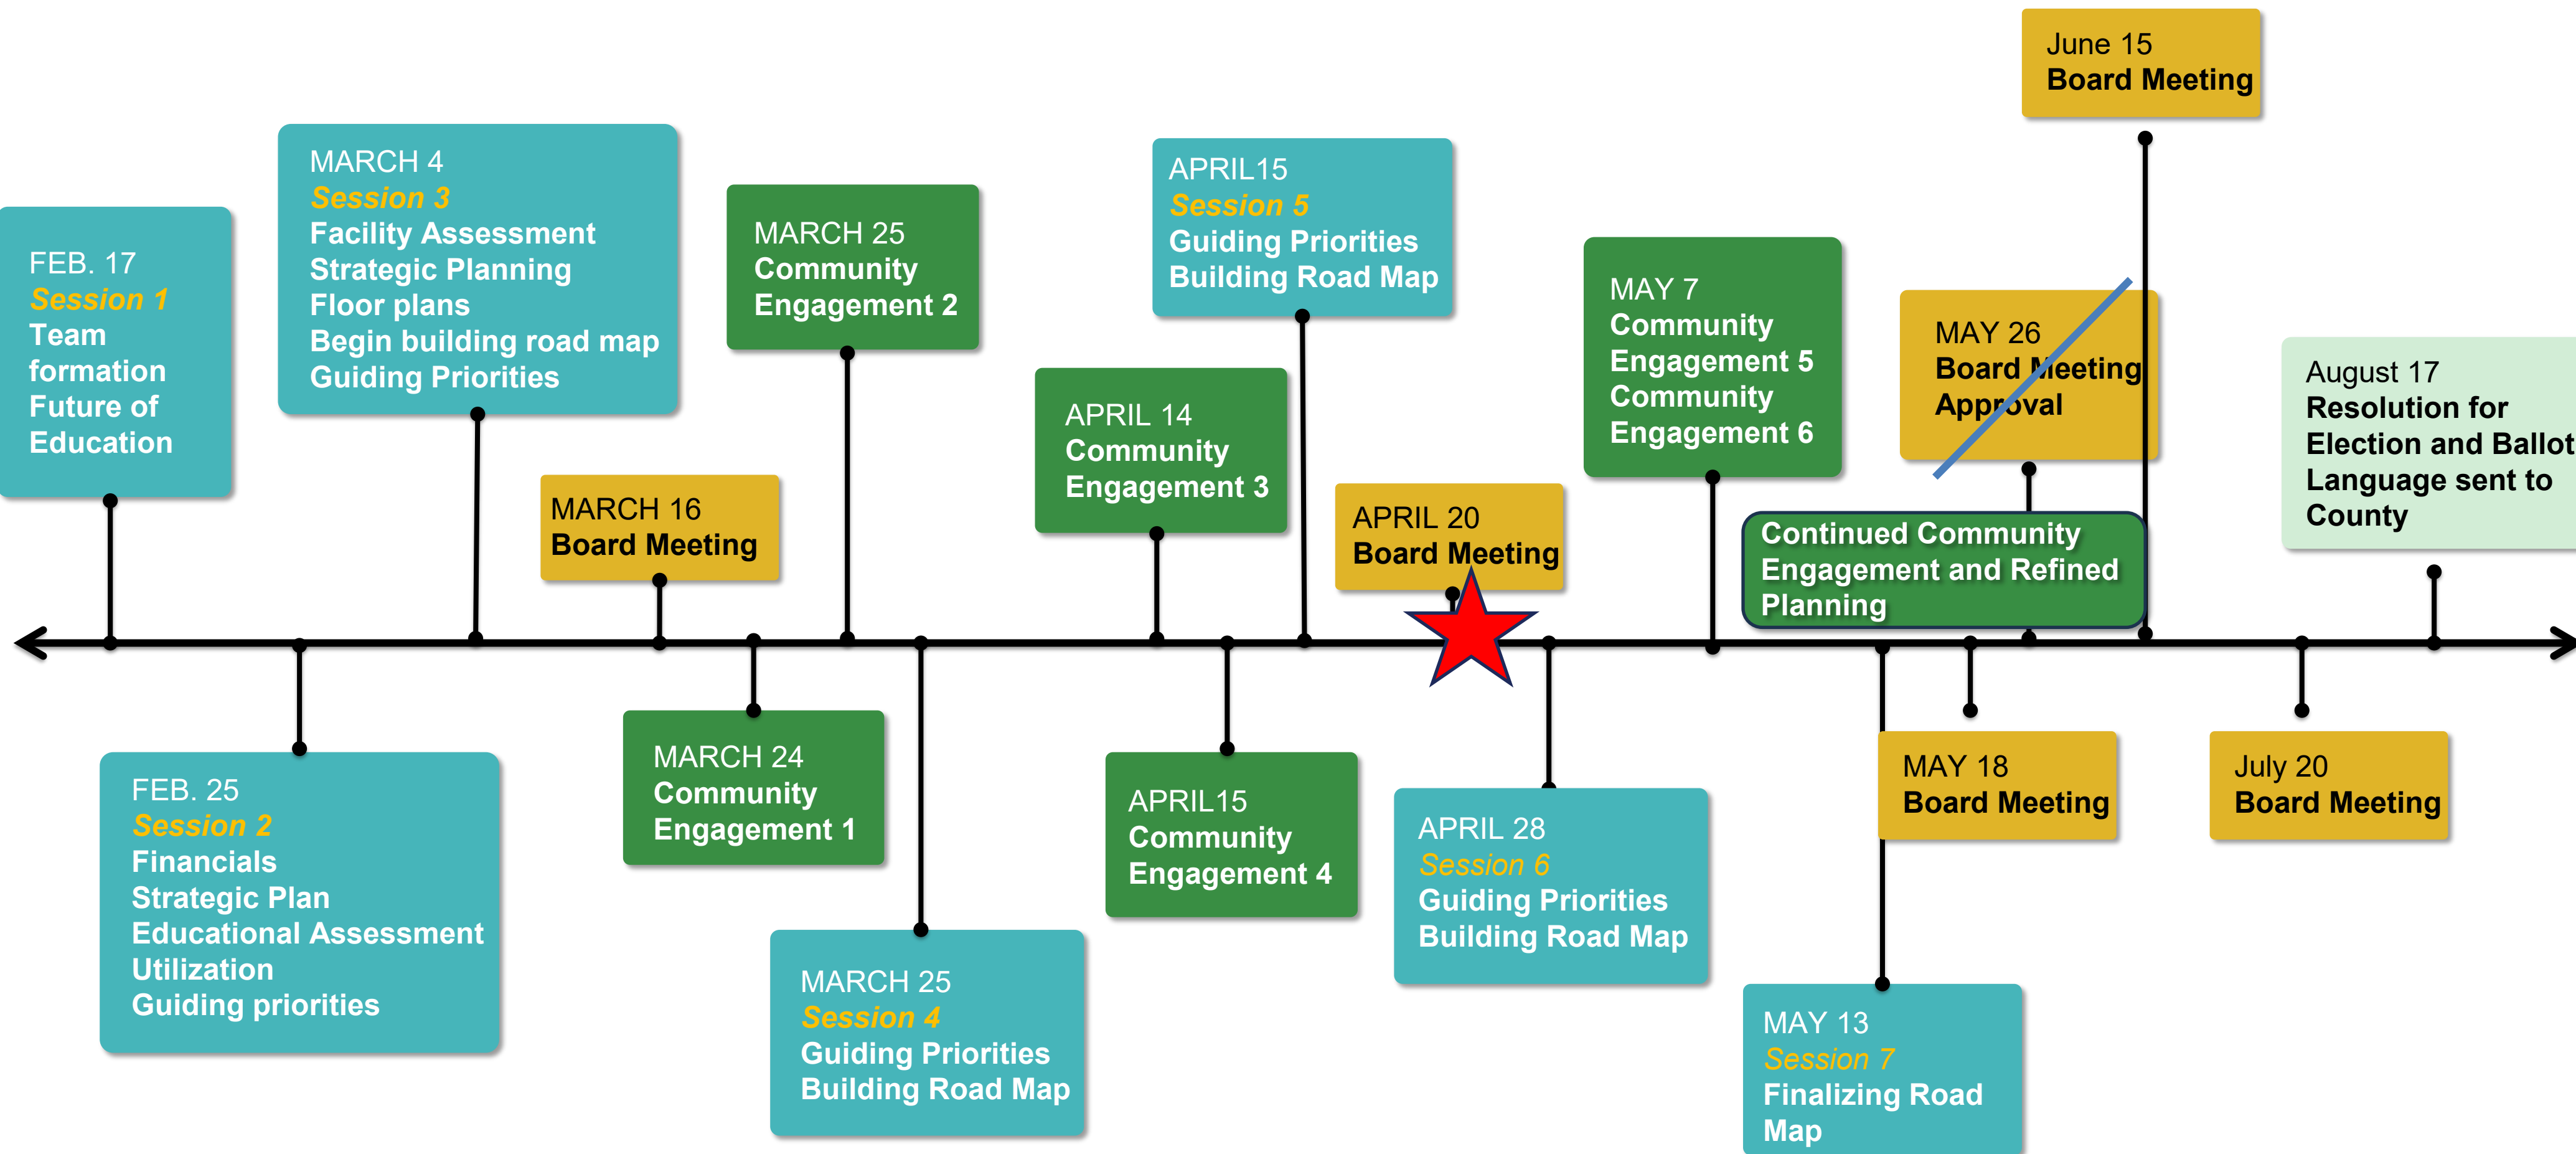 FEB. 17
Session 1
Team
formation
Future of
Education
FEB. 25
Session 2
Financials
Strategic Plan
Educational Assessment
Utilization
Guiding priorities
MARCH 4
Session 3
Facility Assessment
Strategic Planning
Floor plans
Begin building road map
Guiding Priorities
MARCH 16
Board Meeting
MARCH 24
Community
Engagement 1
MARCH 25
Community
Engagement 2
MARCH 25
Session 4
Guiding Priorities
Building Road Map
APRIL 14
Community
Engagement 3
APRIL15
Community
Engagement 4
APRIL15
Session 5
Guiding Priorities
Building Road Map
APRIL 20
Board Meeting
APRIL 28
Session 6
Guiding Priorities
Building Road Map
MAY 7
Community
Engagement 5
Community
Engagement 6
MAY 13
Session 7
Finalizing Road
Map
MAY 18
Board Meeting
MAY 26
Board Meeting
Approval
Continued Community
Engagement and Refined
Planning
June 15
Board Meeting
July 20
Board Meeting
August 17
Resolution for
Election and Ballot
Language sent to
County